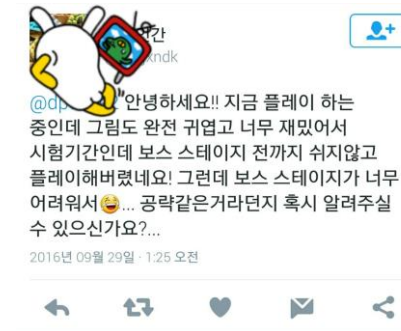 간
xndk
@dp 안녕하세요!! 지금 플레이 하는
중인데 그림도 완전 귀엽고 너무 재밌어서
시험기간인데 보스 스테이지 전까지 쉬지않고
플레이해버렸네요! 그런데 보스 스테이지가 너무
어려워서😅... 공략같은거라던지 혹시 알려주실
수 있으신가요?...
2016년 09월 29일 · 1:25 오전